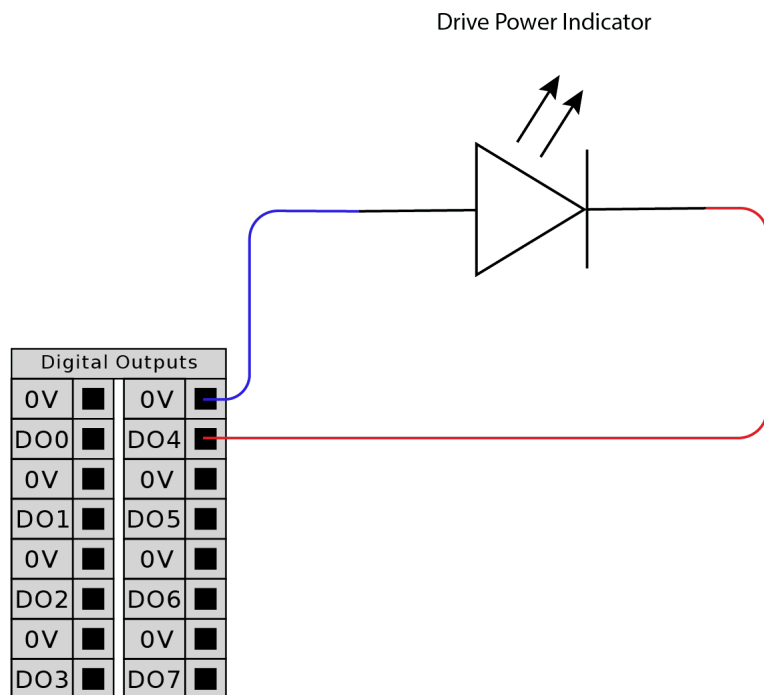 Drive Power Indicator
Digital Outputs
0V 0V
DO0 DO4
0V 0V
DO1 DO5
0V 0V
DO2 DO6
0V 0V
DO3 DO7